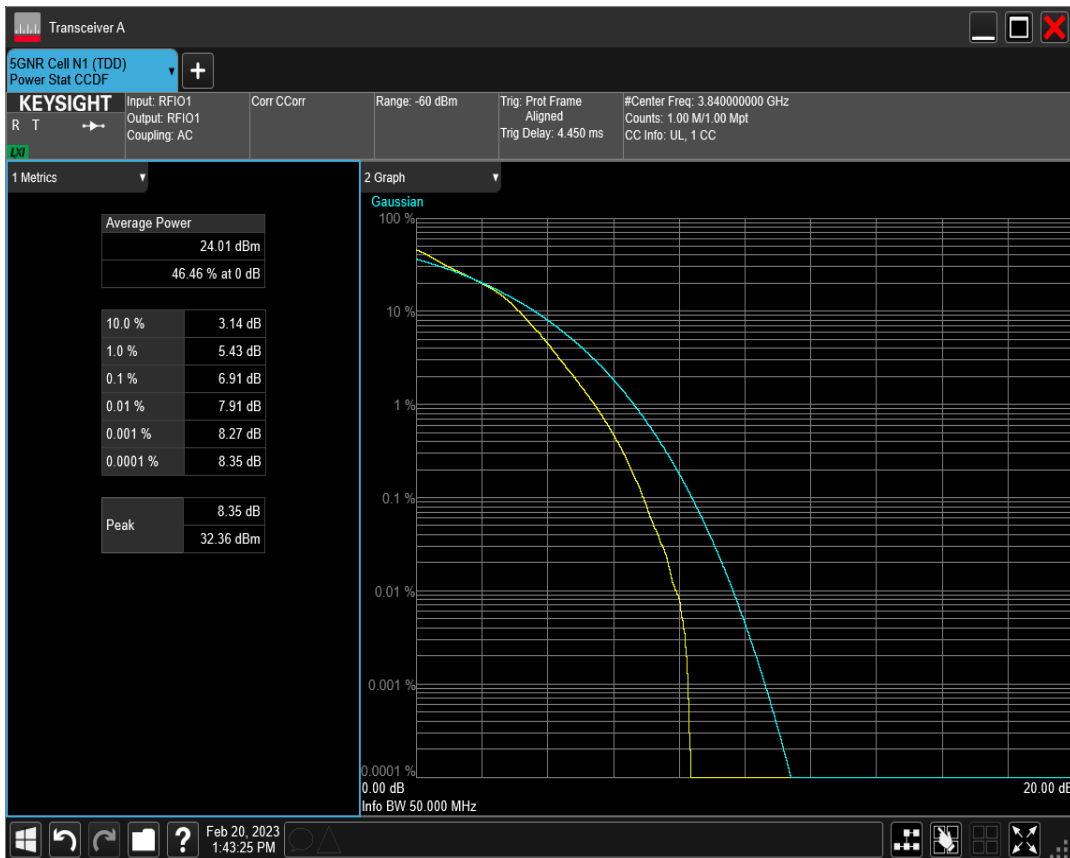 Transceiver A
5GNR Cell N1 (TDD)
Power Stat CCDF
KEYSIGHT
R T
LXI
Input: RFIO1
Output: RFIO1
Coupling: AC
Corr CCorr
Range: -60 dBm
Trig: Prot Frame
Aligned
Trig Delay: 4.450 ms
#Center Freq: 3.840000000 GHz
Counts: 1.00 M/1.00 Mpt
CC Info: UL, 1 CC
1 Metrics
Average Power
24.01 dBm
46.46 % at 0 dB
10.0 % 3.14 dB
1.0 % 5.43 dB
0.1 % 6.91 dB
0.01 % 7.91 dB
0.001 % 8.27 dB
0.0001 % 8.35 dB
Peak
8.35 dB
32.36 dBm
2 Graph
Gaussian
100 %
10 %
1 %
0.1 %
0.01 %
0.001 %
0.0001 %
0.00 dB 20.00 dB
Info BW 50.000 MHz
?
Feb 20, 2023
1:43:25 PM